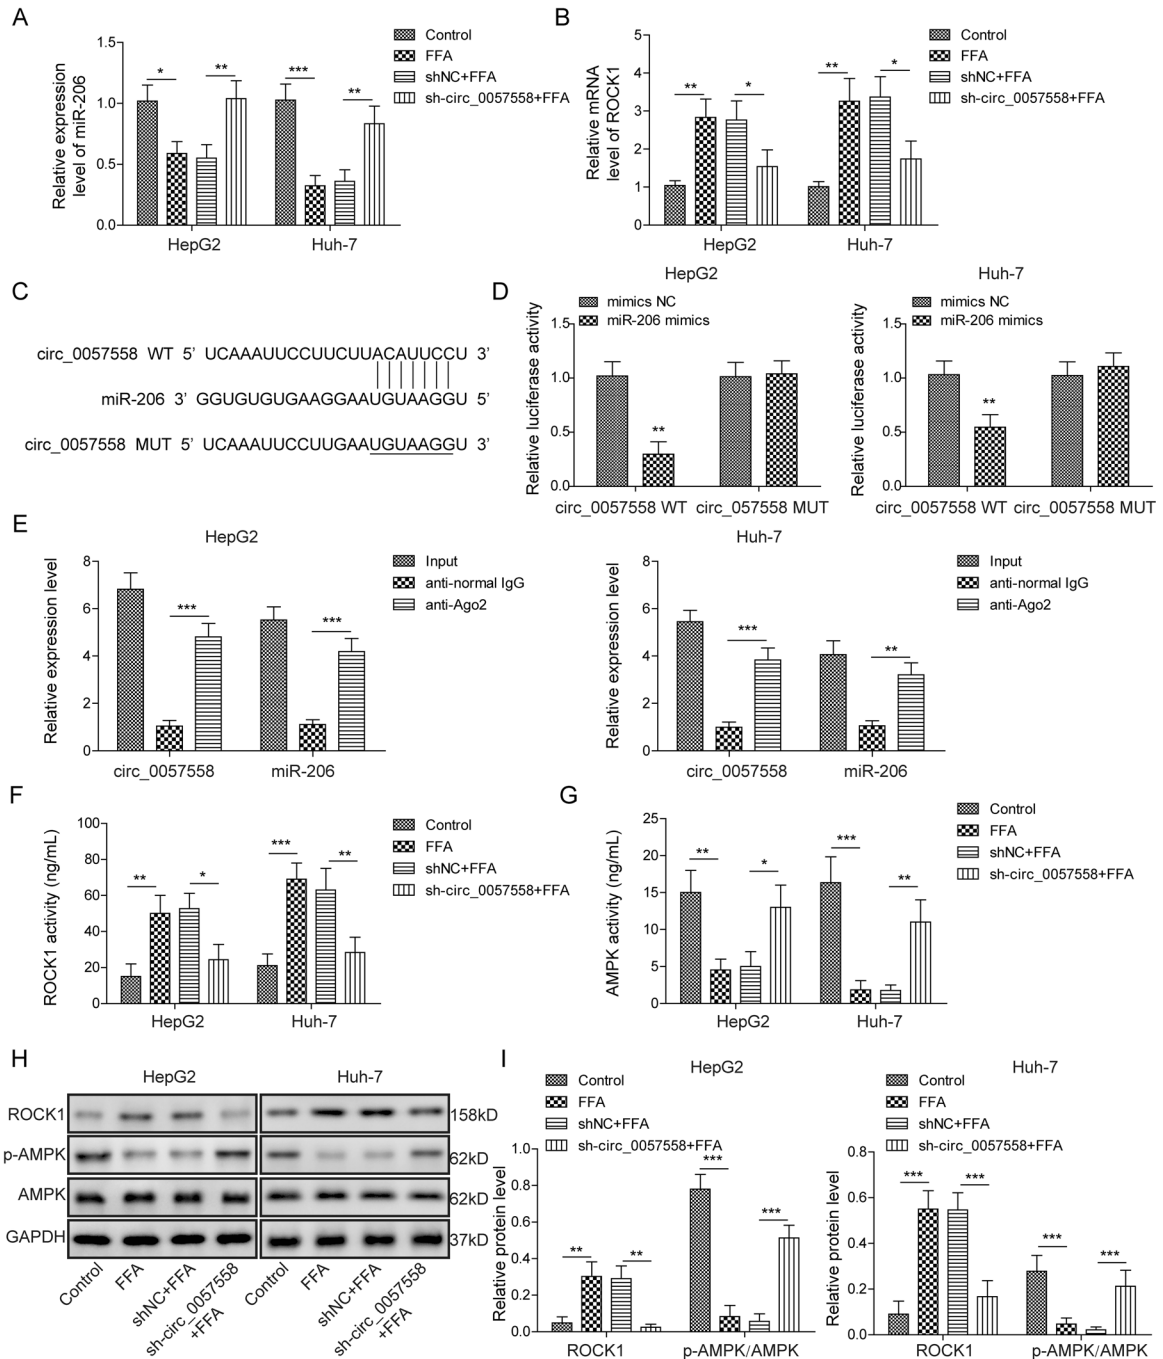 A
Relative expression
level of miR-206
1.5
1.0
0.5
0.0
* ** *** **
HepG2 Huh-7
Control
FFA
shNC+FFA
sh-circ_0057558+FFA
B
Relative mRNA
level of ROCK1
5
4
3
2
1
0
** * ** *
HepG2 Huh-7
Control
FFA
shNC+FFA
sh-circ_0057558+FFA
C
circ_0057558 WT 5' UCAAAUUCCUUCUUACAUUCCU 3'
miR-206 3' GGUGUGUGAAGGAAUGUAAGGU 5'
circ_0057558 MUT 5' UCAAAUUCCUUGAAUGUAAGGU 3'
D
HepG2
mimics NC
miR-206 mimics
Relative luciferase activity
1.5
1.0
0.5
0.0
**
circ_0057558 WT circ_057558 MUT
Huh-7
mimics NC
miR-206 mimics
Relative luciferase activity
1.5
1.0
0.5
0.0
**
circ_0057558 WT circ_0057558 MUT
E
HepG2
Relative expression level
8
6
4
2
0
*** ***
circ_0057558 miR-206
Input
anti-normal IgG
anti-Ago2
Huh-7
Relative expression level
8
6
4
2
0
*** **
circ_0057558 miR-206
Input
anti-normal IgG
anti-Ago2
F
ROCK1 activity (ng/mL)
100
80
60
40
20
0
** * *** **
HepG2 Huh-7
Control
FFA
shNC+FFA
sh-circ_0057558+FFA
G
AMPK activity (ng/mL)
25
20
15
10
5
0
** * *** **
HepG2 Huh-7
Control
FFA
shNC+FFA
sh-circ_0057558+FFA
H
HepG2 Huh-7
ROCK1 158kD
p-AMPK 62kD
AMPK 62kD
GAPDH 37kD
Control
FFA
shNC+FFA
sh-circ_0057558
+FFA
Control
FFA
shNC+FFA
sh-circ_0057558
+FFA
I
HepG2
Control
FFA
shNC+FFA
sh-circ_0057558+FFA
Relative protein level
1.0
0.8
0.6
0.4
0.2
0.0
** ** *** ***
ROCK1 p-AMPK/AMPK
Huh-7
Control
FFA
shNC+FFA
sh-circ_0057558+FFA
Relative protein level
0.8
0.6
0.4
0.2
0.0
*** *** *** ***
ROCK1 p-AMPK/AMPK